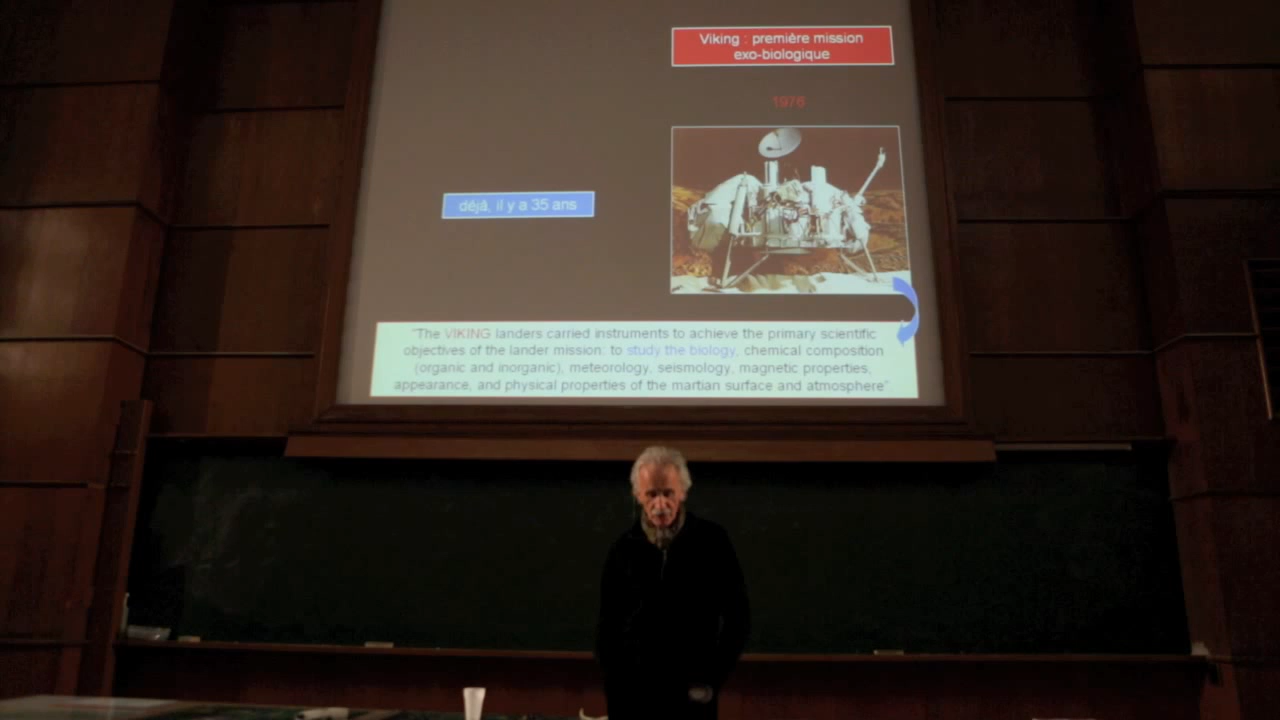 Viking : première mission
exo-biologique
1976
déjà, il y a 35 ans
"The VIKING landers carried instruments to achieve the primary scientific
objectives of the lander mission: to study the biology, chemical composition
(organic and inorganic), meteorology, seismology, magnetic properties,
appearance, and physical properties of the martian surface and atmosphere"